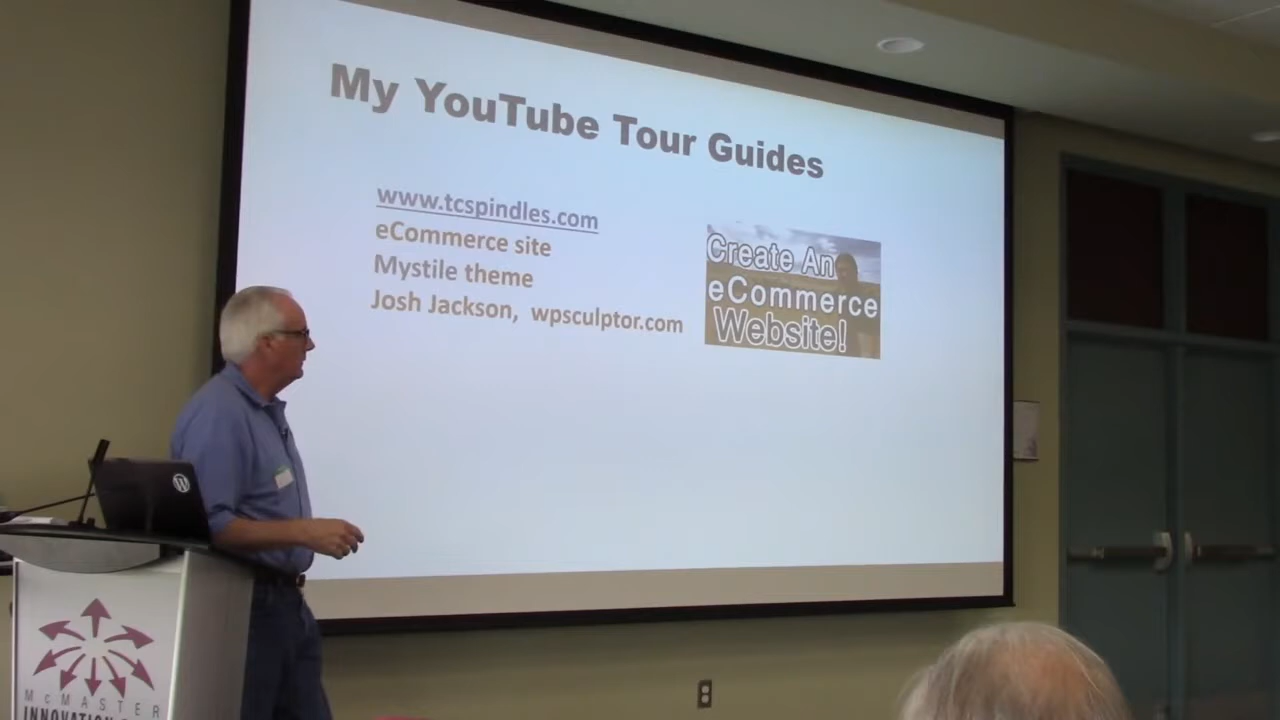 My YouTube Tour Guides
www.tcspindles.com
eCommerce site
Mystile theme
Josh Jackson, wpsculptor.com
Create An
eCommerce
Website!
McMASTER
INNOVATION